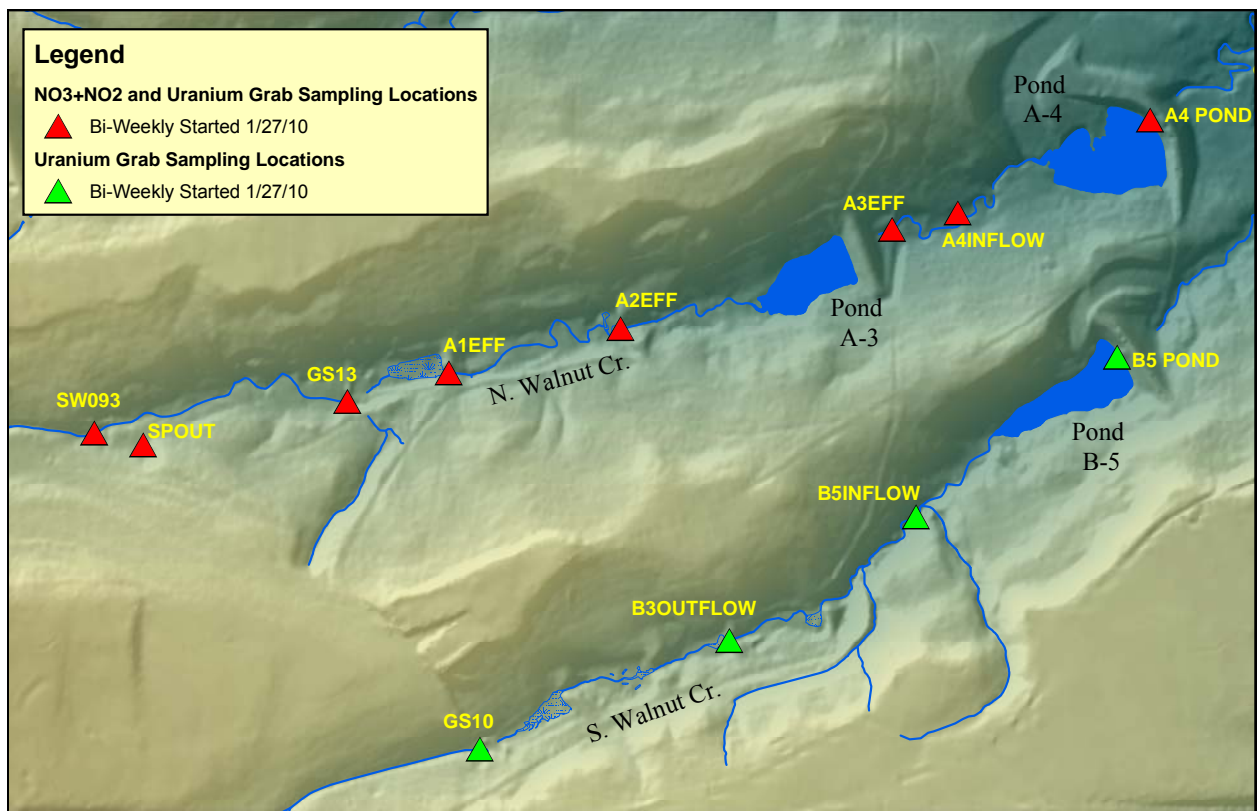 Legend
NO3+NO2 and Uranium Grab Sampling Locations
Bi-Weekly Started 1/27/10
Uranium Grab Sampling Locations
Bi-Weekly Started 1/27/10
Pond
A-4
A4 POND
A3EFF
A4INFLOW
A2EFF
Pond
A-3
A1EFF
N. Walnut Cr.
GS13
SW093
SPOUT
B5 POND
Pond
B-5
B5INFLOW
B3OUTFLOW
S. Walnut Cr.
GS10